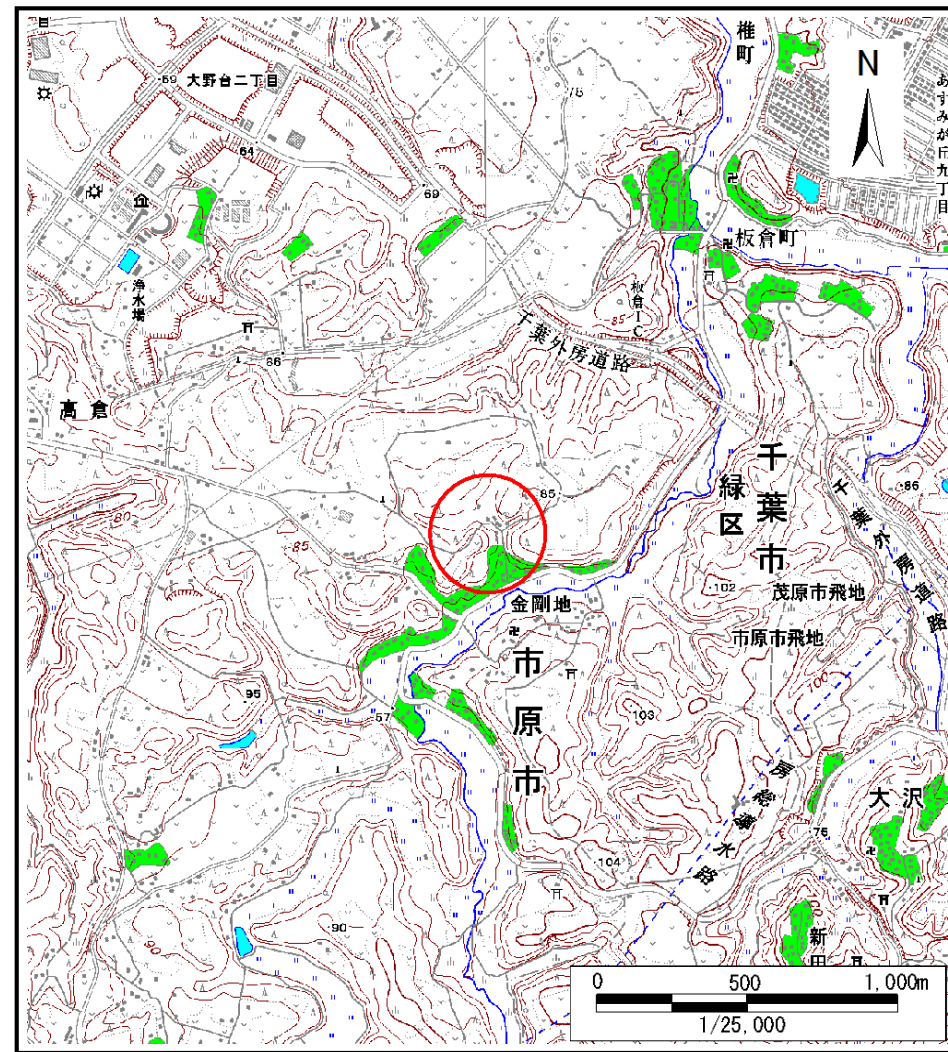 目
大野台二丁目
69
64
69
78
椎町
N
あすみが丘九丁目
板倉町
浄水場
板倉IC
85
千葉外房道路
66
高倉
80
85
85
千葉市
緑区
86
千葉外房道路
102
茂原市飛地
市原市飛地
金剛地
市原市
100
95
57
103
房総導水路
大沢
76
104
90
90
新田
0 500 1,000m
1/25,000